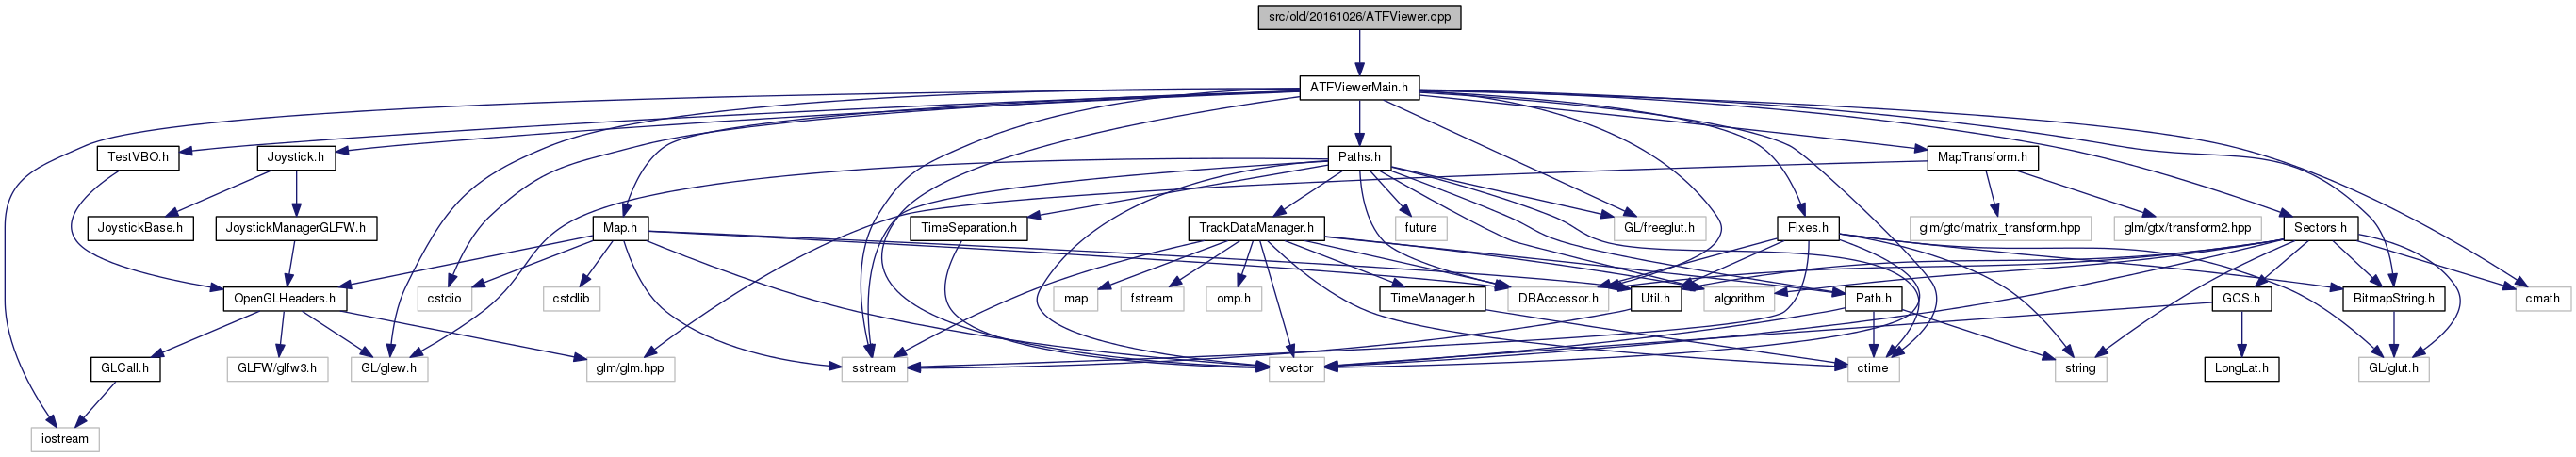 src/old/20161026/ATFViewer.cpp
ATFViewerMain.h
TestVBO.h
Joystick.h
Paths.h
MapTransform.h
JoystickBase.h
JoystickManagerGLFW.h
Map.h
TimeSeparation.h
TrackDataManager.h
future
GL/freeglut.h
Fixes.h
glm/gtc/matrix_transform.hpp
glm/gtx/transform2.hpp
Sectors.h
OpenGLHeaders.h
cstdio
cstdlib
map
fstream
omp.h
TimeManager.h
DBAccessor.h
Util.h
algorithm
Path.h
GCS.h
BitmapString.h
cmath
GLCall.h
GLFW/glfw3.h
GL/glew.h
glm/glm.hpp
sstream
vector
ctime
string
LongLat.h
GL/glut.h
iostream